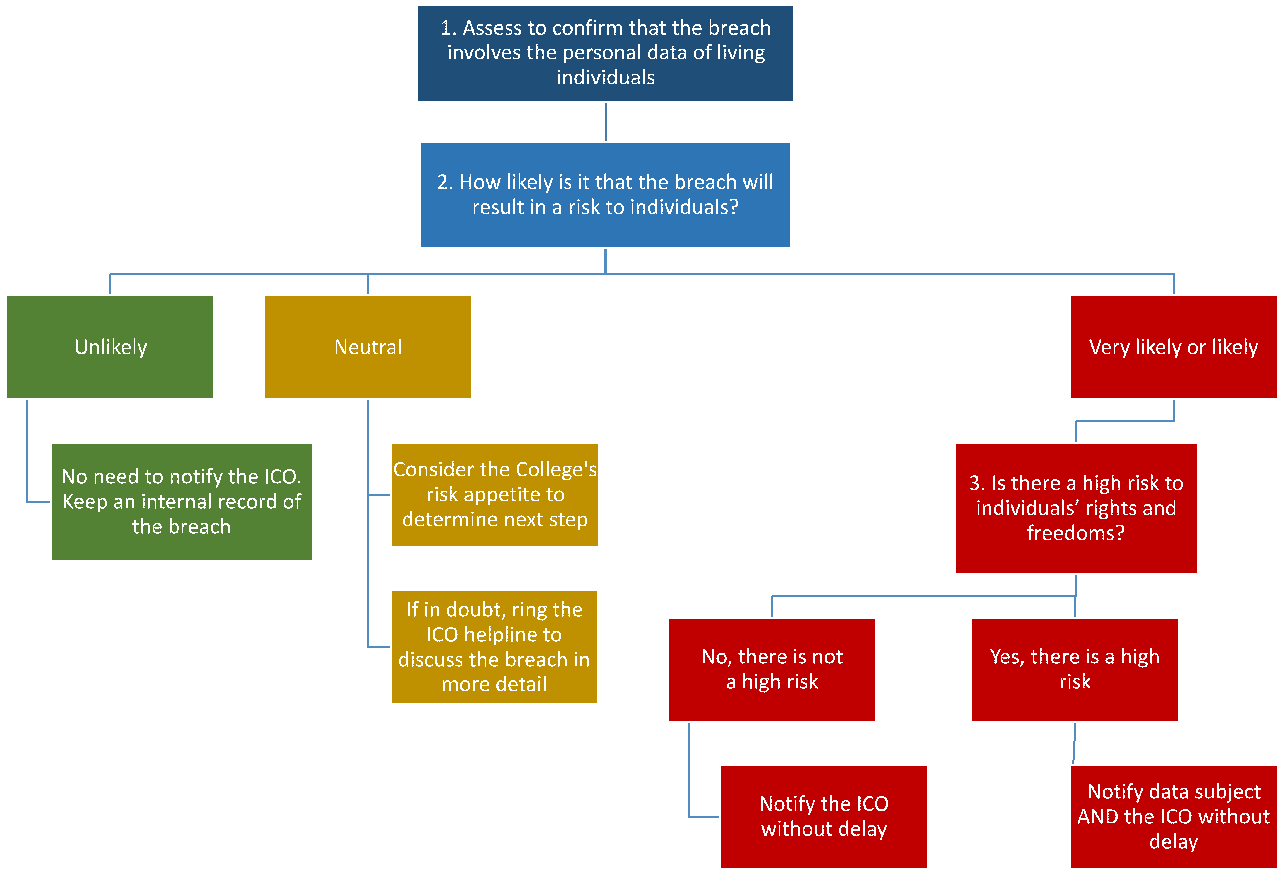 1. Assess to confirm that the breach
involves the personal data of living
individuals
2. How likely is it that the breach will
result in a risk to individuals?
Unlikely
Neutral
Very likely or likely
No need to notify the ICO.
Keep an internal record of
the breach
Consider the College's
risk appetite to
determine next step
3. Is there a high risk to
individuals’ rights and
freedoms?
If in doubt, ring the
ICO helpline to
discuss the breach in
more detail
No, there is not
a high risk
Yes, there is a high
risk
Notify the ICO
without delay
Notify data subject
AND the ICO without
delay